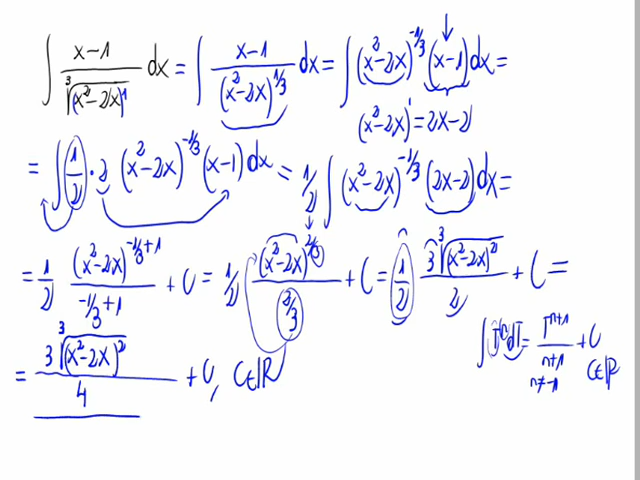 ∫ (x-1)/∛((x²-2x)¹) dx = ∫ (x-1)/(x²-2x)^(1/3) dx = ∫ (x²-2x)^(-1/3) (x-1) dx =
(x²-2x)' = 2x-2
= ∫ (1/2) · 2 (x²-2x)^(-1/3) (x-1) dx = 1/2 ∫ (x²-2x)^(-1/3) (2x-2) dx =
= 1/2 (x²-2x)^(-1/3+1)/(-1/3+1) + C = 1/2 (x²-2x)^(2/3)/(2/3) + C = 1/2 · 3∛((x²-2x)²)/2 + C =
= 3∛((x²-2x)²)/4 + C, C∈ℝ
∫ Tⁿ dT = Tⁿ⁺¹/(n+1) + C
n≠-1 C∈ℝ